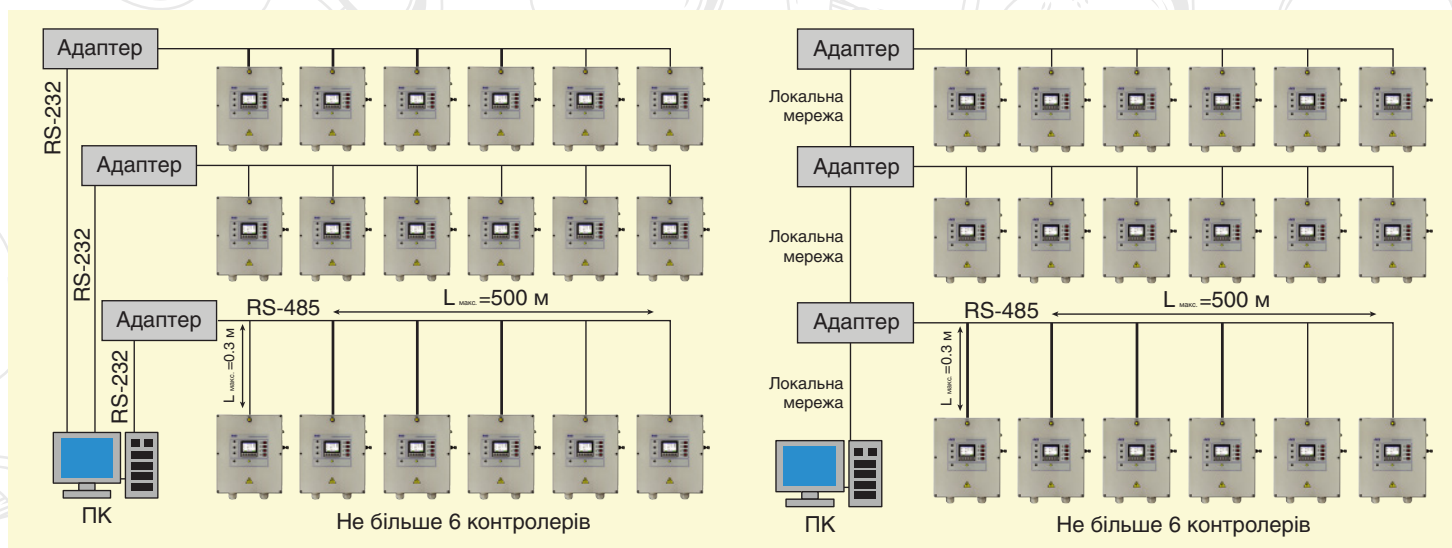 Адаптер
RS-232
Адаптер
RS-232
RS-485
L макс. =500 м
Адаптер
L макс. =0.3 м
RS-232
ПК
Не більше 6 контролерів
Адаптер
Локальна
мережа
Адаптер
Локальна
мережа
RS-485
L макс. =500 м
Адаптер
L макс. =0.3 м
Локальна
мережа
ПК
Не більше 6 контролерів